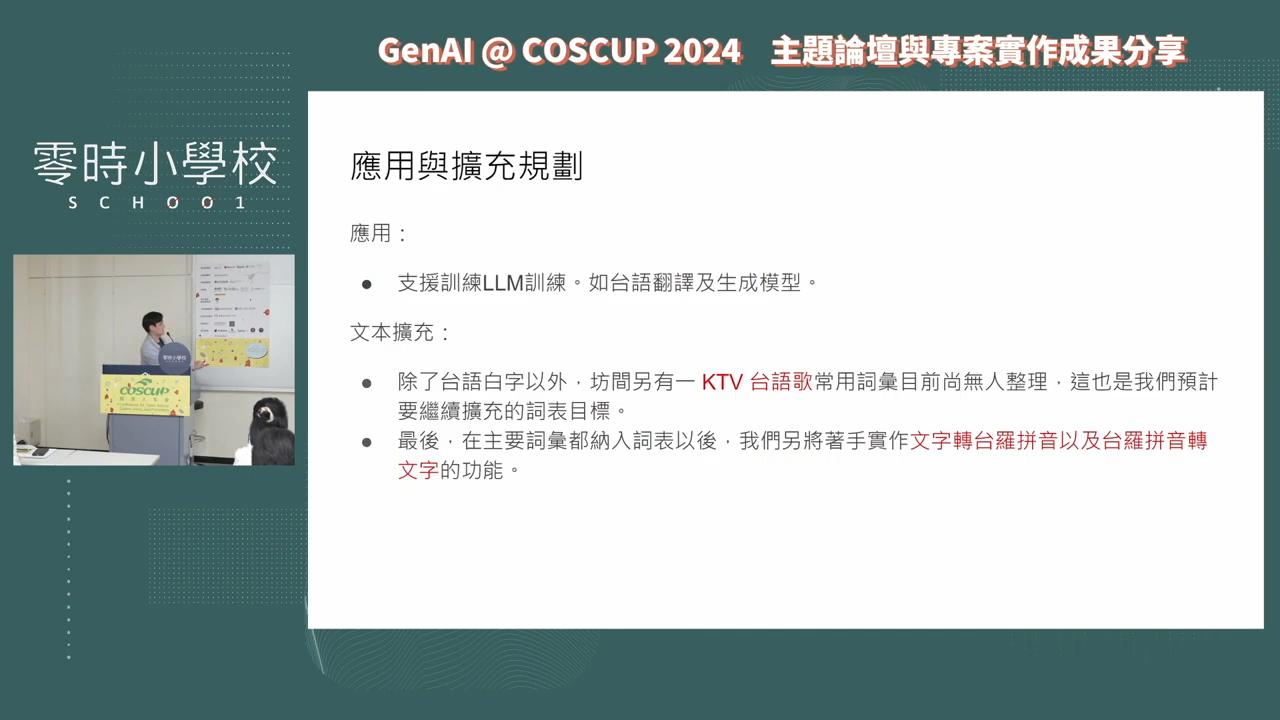 GenAI @ COSCUP 2024 主題論壇與專案實作成果分享
零時小學校
SCHOO1
零時小學校
COSCUP
應用與擴充規劃
應用：
● 支援訓練LLM訓練。如台語翻譯及生成模型。
文本擴充：
● 除了台語白字以外，坊間另有一 KTV 台語歌常用詞彙目前尚無人整理，這也是我們預計
要繼續擴充的詞表目標。
● 最後，在主要詞彙都納入詞表以後，我們另將著手實作文字轉台羅拼音以及台羅拼音轉
文字的功能。